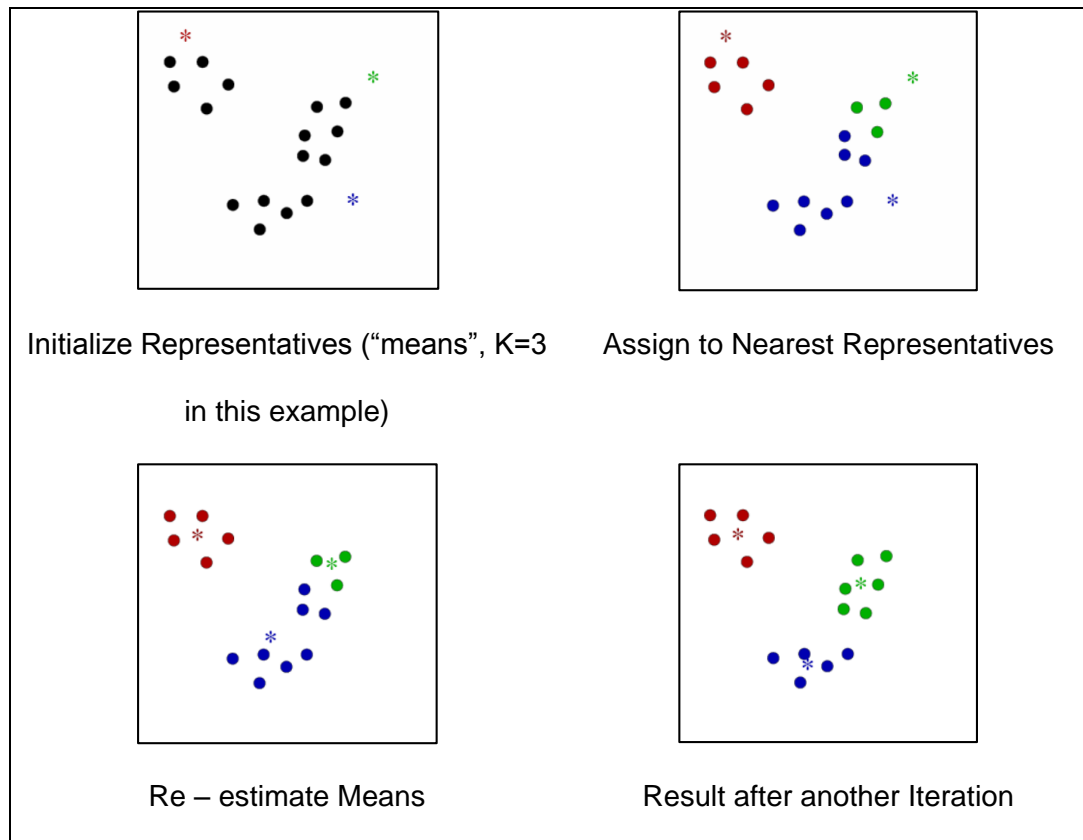 Initialize Representatives (“means”, K=3
in this example)
Assign to Nearest Representatives
Re – estimate Means
Result after another Iteration